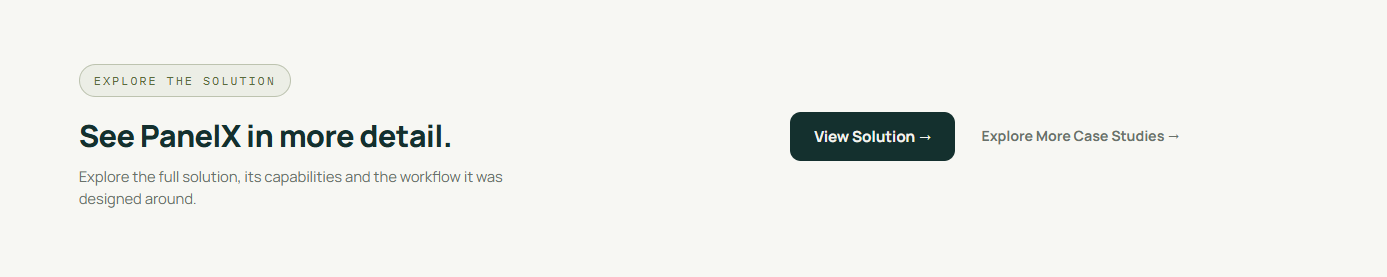 EXPLORE THE SOLUTION
See PanelX in more detail.
Explore the full solution, its capabilities and the workflow it was
designed around.
View Solution →
Explore More Case Studies →